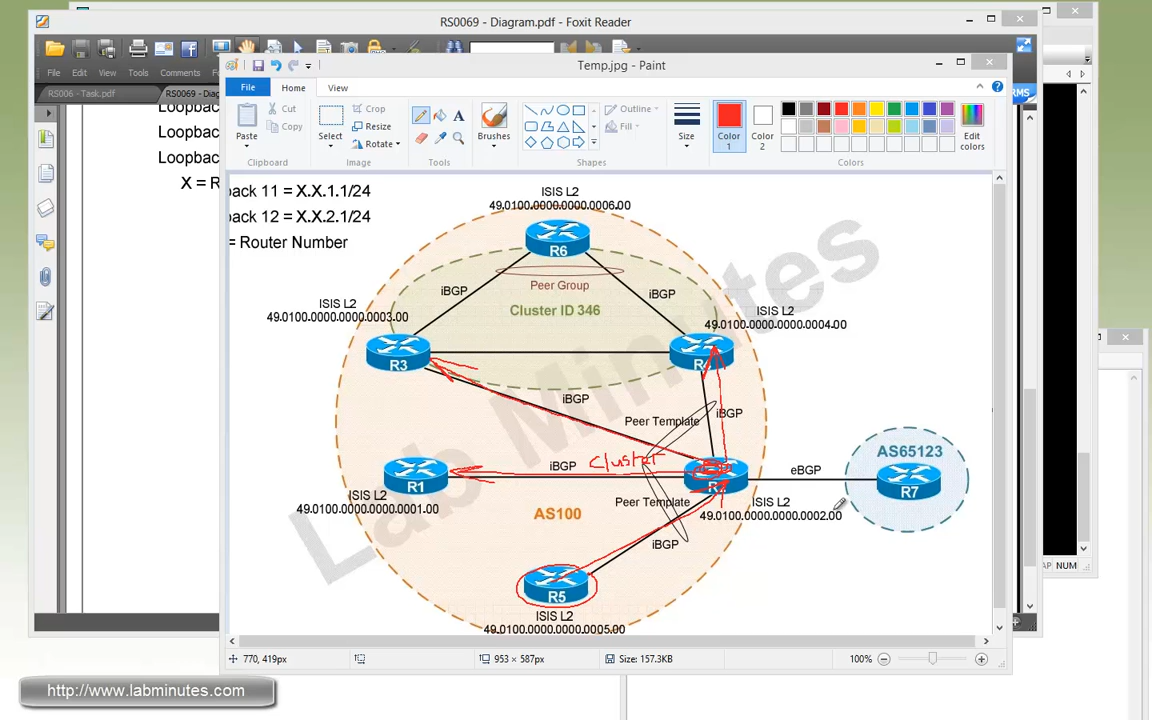 RS0069 - Diagram.pdf - Foxit Reader
File Edit View Tools Comments
RS006 - Task.pdf
RS0069 - Diag
Loopbac
Loopbac
Loopbac
X = R
Temp.jpg - Paint
File Home View
Paste
Cut
Copy
Clipboard
Select
Crop
Resize
Rotate
Image
Tools
Brushes
Shapes
Outline
Fill
Size
Color 1
Color 2
Edit colors
Colors
back 11 = X.X.1.1/24
back 12 = X.X.2.1/24
= Router Number
ISIS L2
49.0100.0000.0000.0006.00
R6
Peer Group
iBGP
iBGP
Cluster ID 346
ISIS L2
49.0100.0000.0000.0003.00
ISIS L2
49.0100.0000.0000.0004.00
R3
iBGP
Peer Template
iBGP
Cluster
iBGP
eBGP
AS65123
R1
R7
ISIS L2
49.0100.0000.0000.0001.00
AS100
Peer Template
ISIS L2
49.0100.0000.0000.0002.00
iBGP
R5
ISIS L2
49.0100.0000.0000.0005.00
Lab Minutes
770, 419px
953 × 587px
Size: 157.3KB
100%
RMS
AP NUM
http://www.labminutes.com